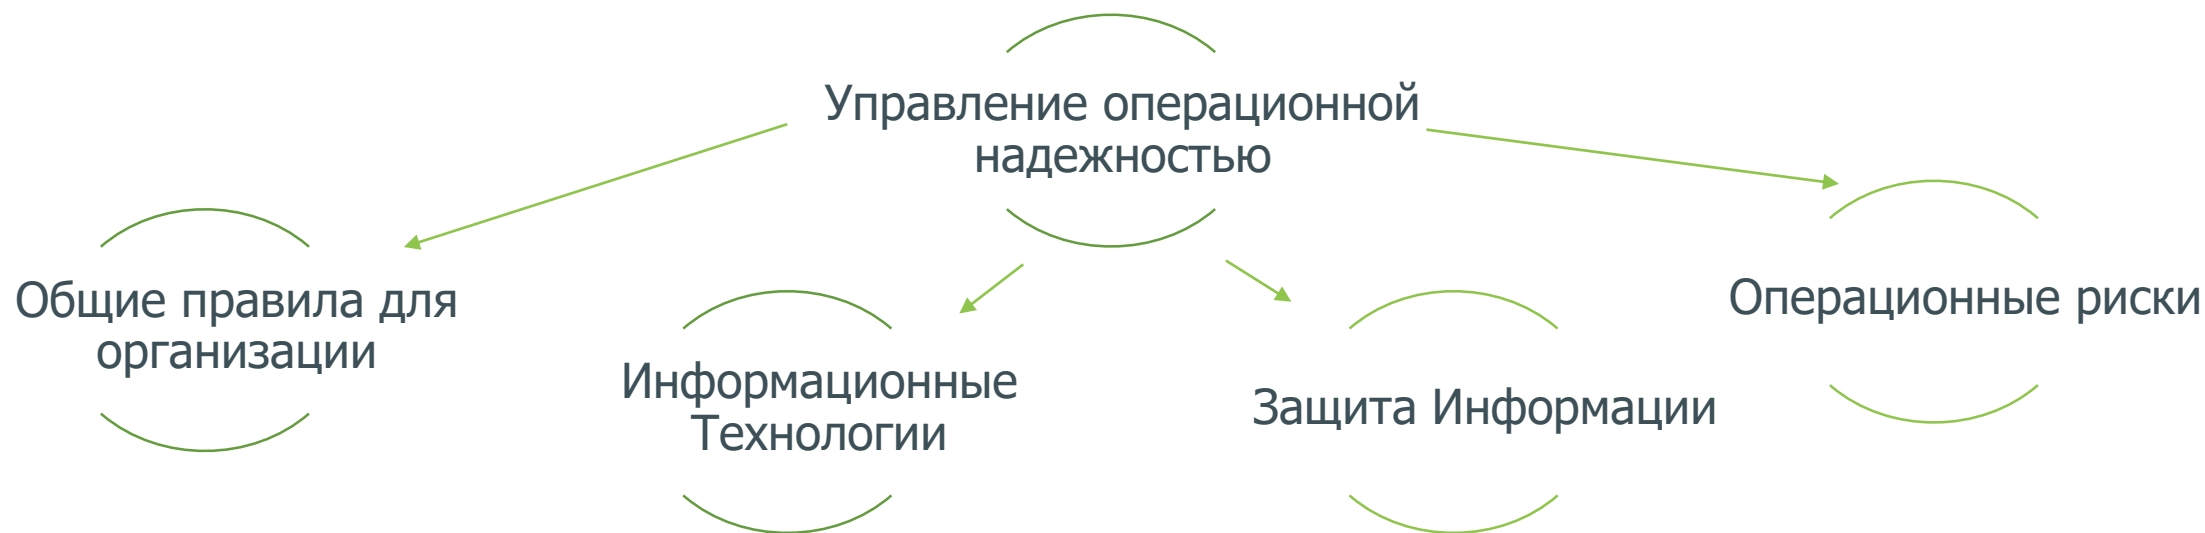 Управление операционной
надежностью
Общие правила для
организации
Информационные
Технологии
Защита Информации
Операционные риски